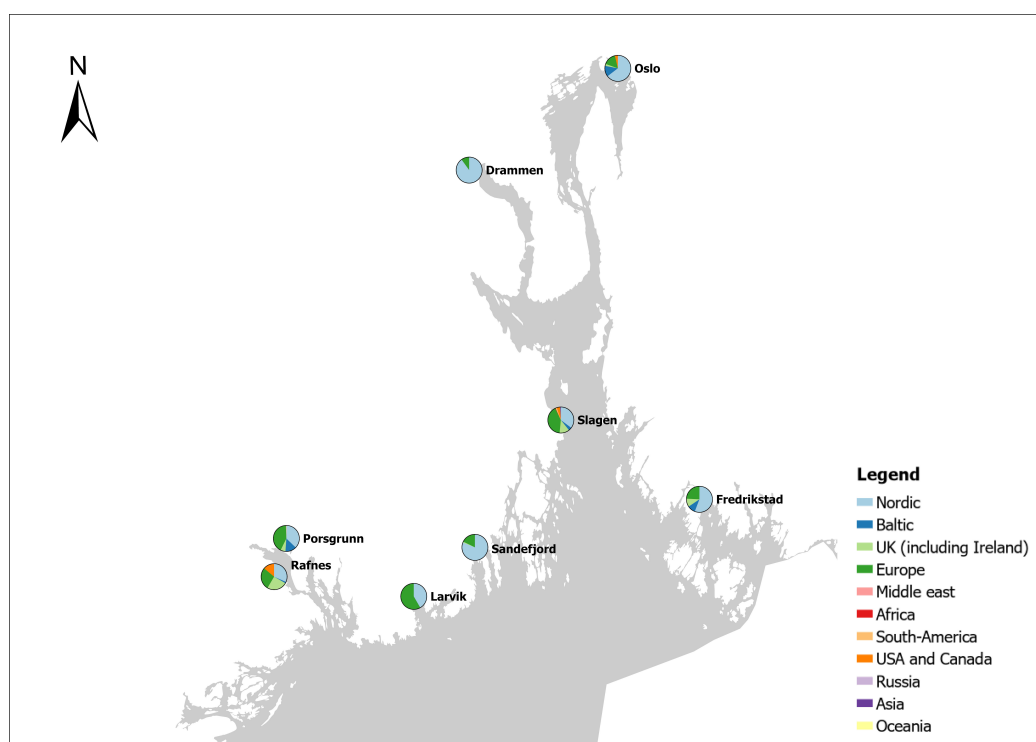 N
Oslo
Drammen
Slagen
Fredrikstad
Porsgrunn
Sandefjord
Rafnes
Larvik
Legend
Nordic
Baltic
UK (including Ireland)
Europe
Middle east
Africa
South-America
USA and Canada
Russia
Asia
Oceania